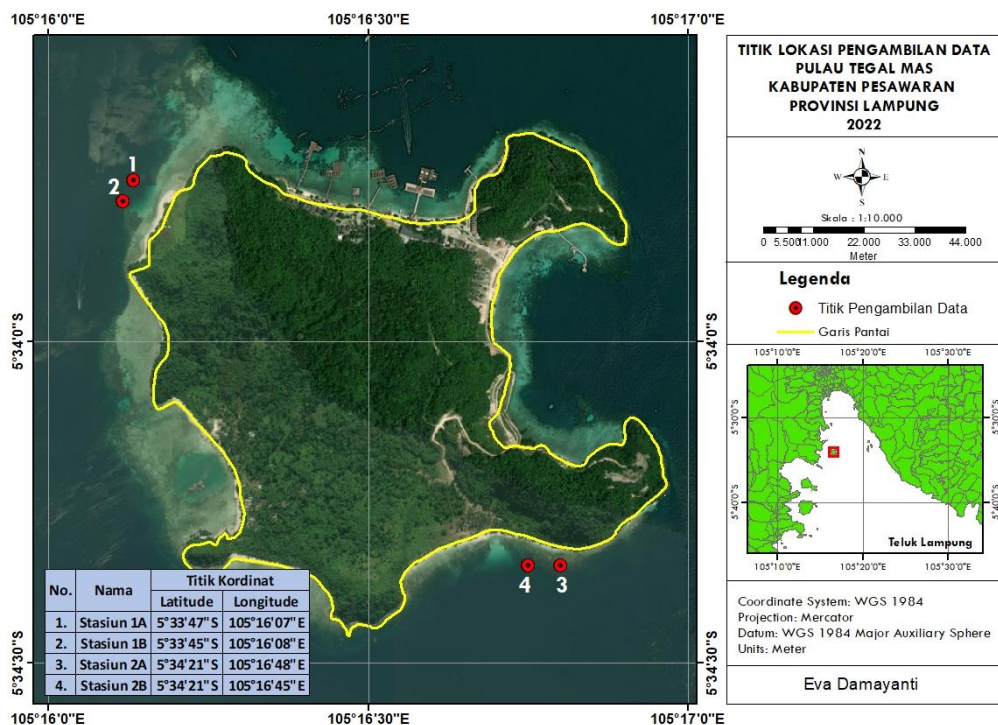 105°16'0"E 105°16'30"E 105°17'0"E
1
2
5°34'0"S
5°34'30"S
4 3
No. Nama Titik Kordinat
Latitude Longitude
1. Stasiun 1A 5°33'47"S 105°16'07"E
2. Stasiun 1B 5°33'45"S 105°16'08"E
3. Stasiun 2A 5°34'21"S 105°16'48"E
4. Stasiun 2B 5°34'21"S 105°16'45"E
5°34'0"S
5°34'30"S
105°16'0"E 105°16'30"E 105°17'0"E
TITIK LOKASI PENGAMBILAN DATA
PULAU TEGAL MAS
KABUPATEN PESAWARAN
PROVINSI LAMPUNG
2022
N
W E
S
Skala : 1:10.000
0 5.500 11.000 22.000 33.000 44.000
Meter
Legenda
Titik Pengambilan Data
Garis Pantai
105°10'0"E 105°20'0"E 105°30'0"E
5°30'0"S
5°40'0"S
5°30'0"S
5°40'0"S
Teluk Lampung
105°10'0"E 105°20'0"E 105°30'0"E
Coordinate System: WGS 1984
Projection: Mercator
Datum: WGS 1984 Major Auxiliary Sphere
Units: Meter
Eva Damayanti